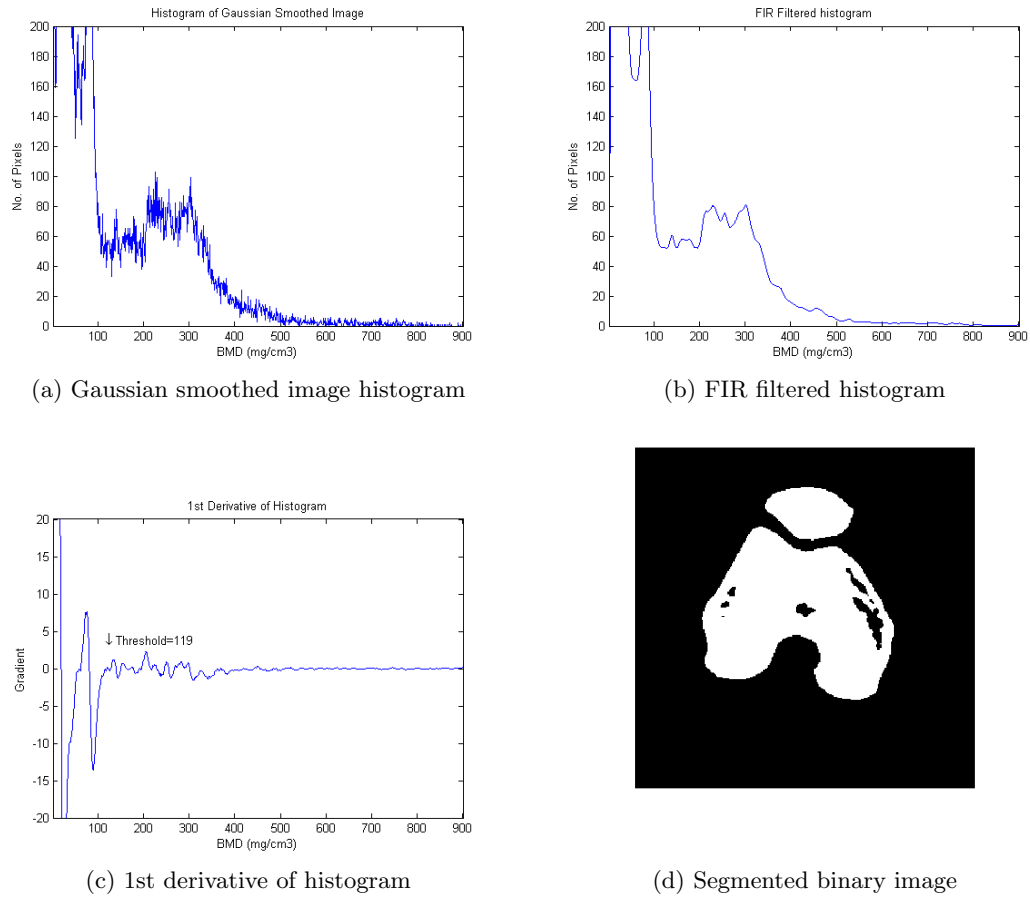 Histogram of Gaussian Smoothed Image
200
180
160
140
120
100
80
60
40
20
0
No. of Pixels
100 200 300 400 500 600 700 800 900
BMD (mg/cm3)
(a) Gaussian smoothed image histogram
FIR Filtered histogram
200
180
160
140
120
100
80
60
40
20
0
No. of Pixels
100 200 300 400 500 600 700 800 900
BMD (mg/cm3)
(b) FIR filtered histogram
1st Derivative of Histogram
20
15
10
5
0
-5
-10
-15
-20
Gradient
↓ Threshold=119
100 200 300 400 500 600 700 800 900
BMD (mg/cm3)
(c) 1st derivative of histogram
(d) Segmented binary image